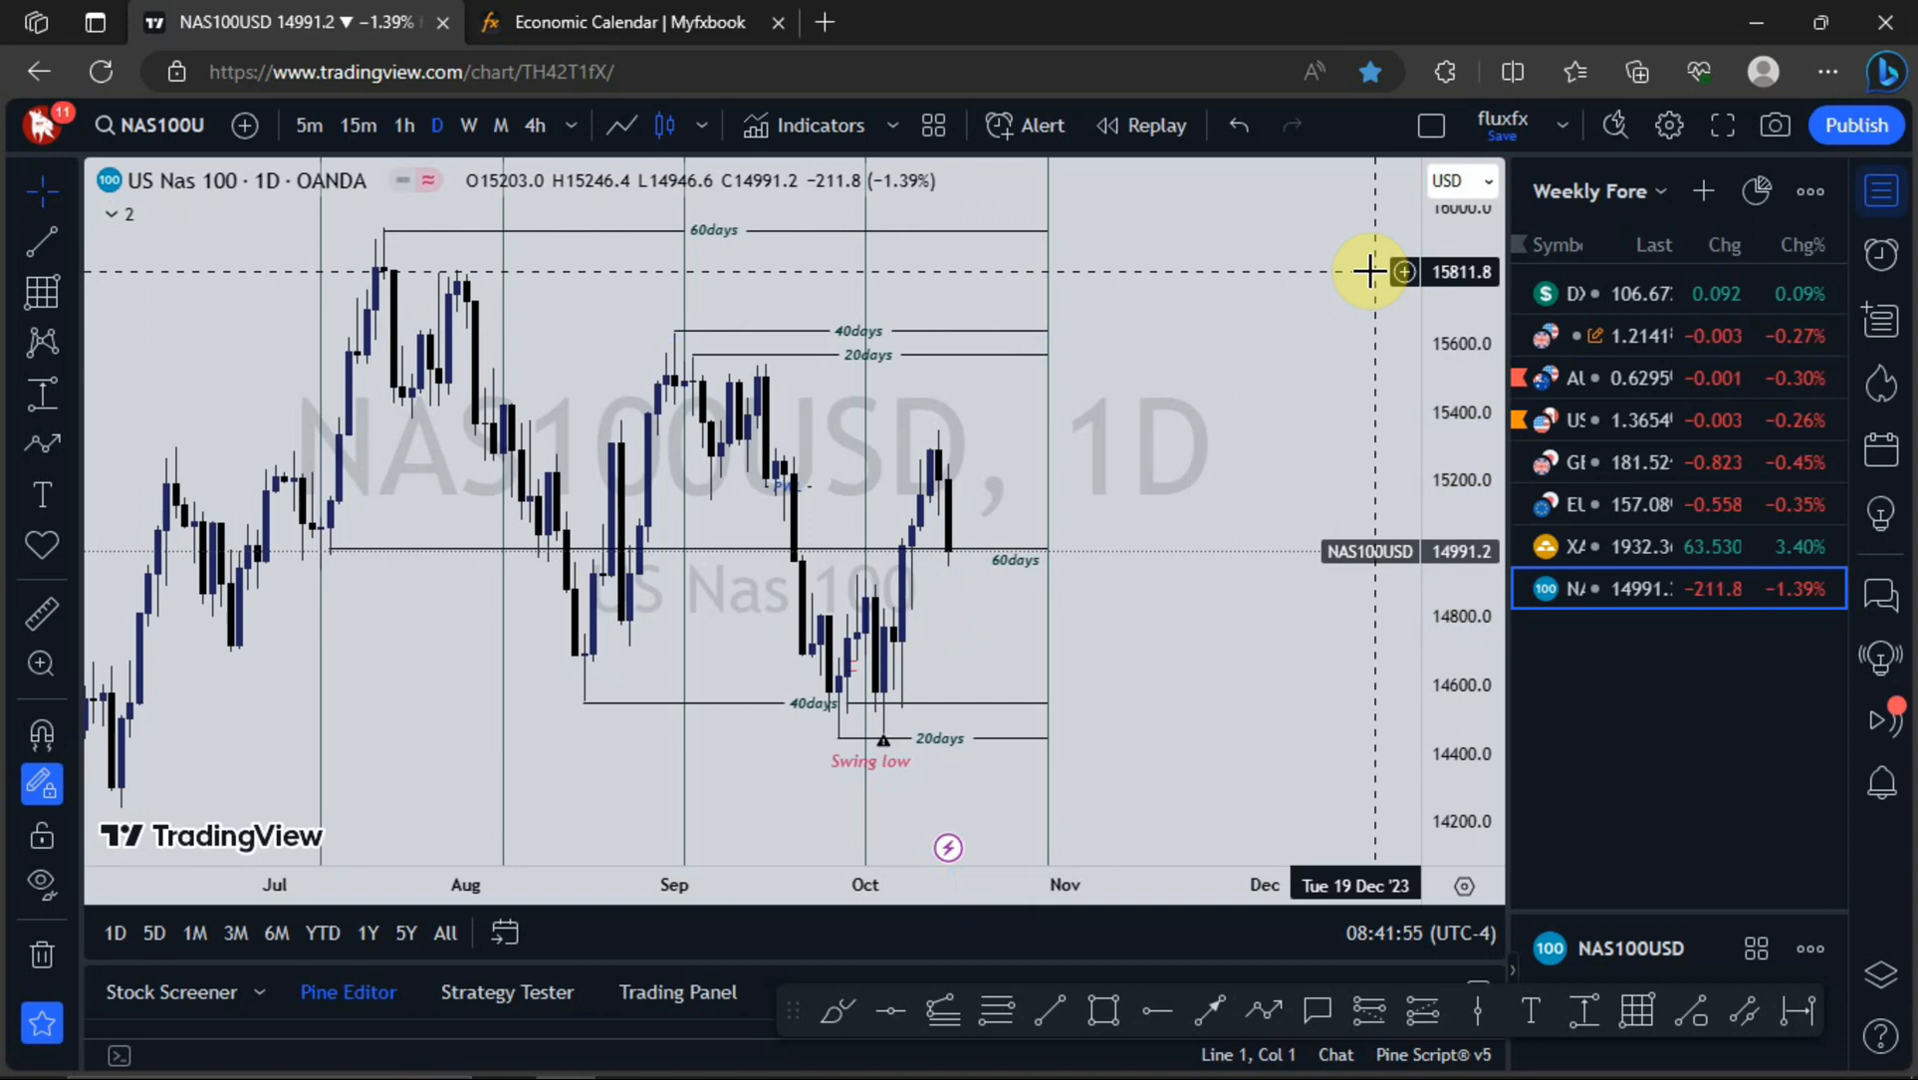 NAS100USD 14991.2 ▼ −1.39%
Economic Calendar | Myfxbook
https://www.tradingview.com/chart/TH42T1fX/
11
NAS100U
5m 15m 1h D W M 4h
Indicators
Alert
Replay
fluxfx
Save
Publish
100 US Nas 100 · 1D · OANDA O15203.0 H15246.4 L14946.6 C14991.2 −211.8 (−1.39%)
2
USD
16000.0
15811.8
15600.0
15400.0
15200.0
NAS100USD 14991.2
14800.0
14600.0
14400.0
14200.0
NAS100USD, 1D
US Nas 100
60days
40days
20days
60days
40days
20days
Swing low
TradingView
Jul Aug Sep Oct Nov Dec Tue 19 Dec '23
1D 5D 1M 3M 6M YTD 1Y 5Y All
08:41:55 (UTC-4)
Stock Screener Pine Editor Strategy Tester Trading Panel
Line 1, Col 1 Chat Pine Script® v5
Weekly Fore
Symb Last Chg Chg%
106.67 0.092 0.09%
1.2141 −0.003 −0.27%
0.6295 −0.001 −0.30%
1.3654 −0.003 −0.26%
181.52 −0.823 −0.45%
157.08 −0.558 −0.35%
1932.3 63.530 3.40%
100 14991. −211.8 −1.39%
100 NAS100USD